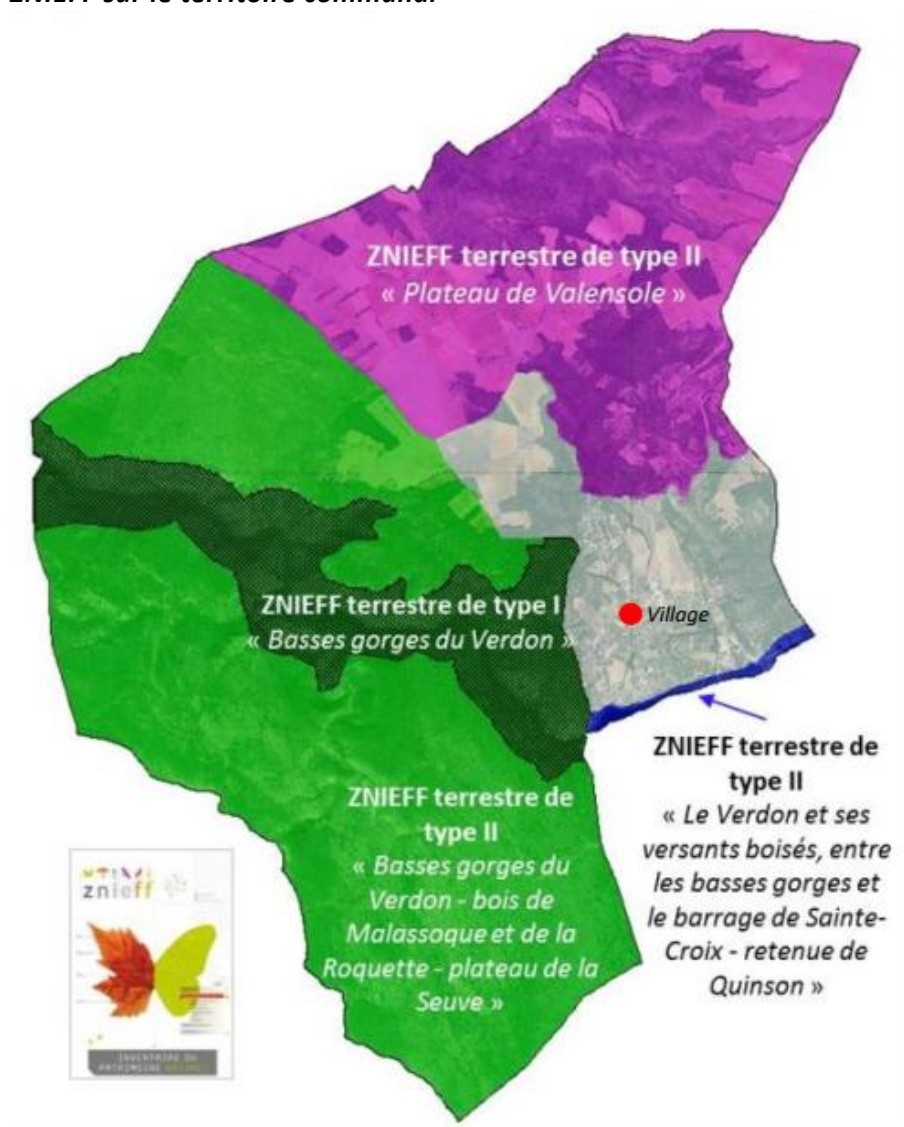 ZNIEFF sur le territoire communal
ZNIEFF terrestre de type II
« Plateau de Valensole »
ZNIEFF terrestre de type I
« Basses gorges du Verdon »
Village
ZNIEFF terrestre de
type II
« Le Verdon et ses
versants boisés, entre
les basses gorges et
le barrage de Sainte-
Croix - retenue de
Quinson »
ZNIEFF terrestre de
type II
« Basses gorges du
Verdon - bois de
Malassoque et de la
Roquette - plateau de la
Seuve »
znieff
INVENTAIRE DU
PATRIMOINE